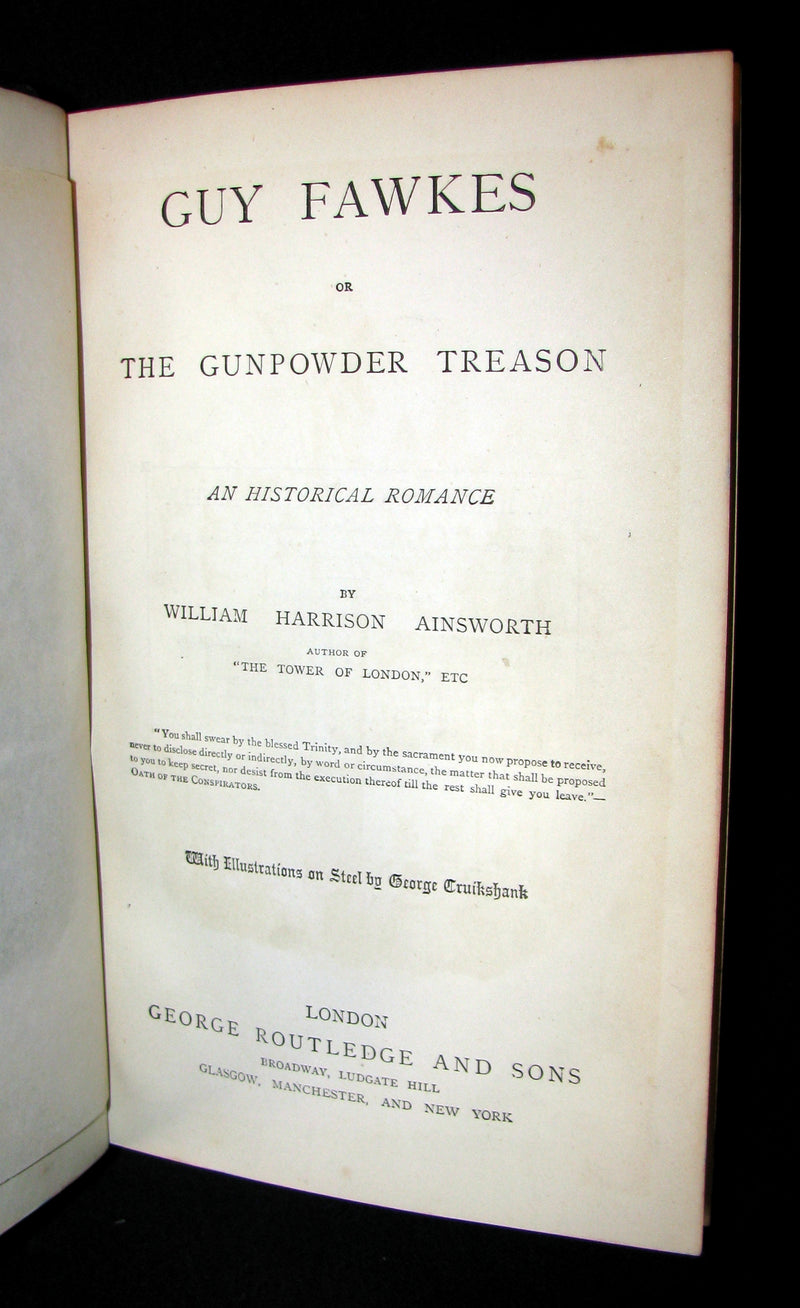 GUY FAWKES
OR
THE GUNPOWDER TREASON
AN HISTORICAL ROMANCE
BY
WILLIAM HARRISON AINSWORTH
AUTHOR OF
"THE TOWER OF LONDON," ETC
"You shall swear by the blessed Trinity, and by the sacrament you now propose to receive,
never to disclose directly or indirectly, by word or circumstance, the matter that shall be proposed
to you to keep secret, nor desist from the execution thereof till the rest shall give you leave."—
OATH OF THE CONSPIRATORS.
With Illustrations on Steel by George Cruikshank
LONDON
GEORGE ROUTLEDGE AND SONS
BROADWAY, LUDGATE HILL
GLASGOW, MANCHESTER, AND NEW YORK